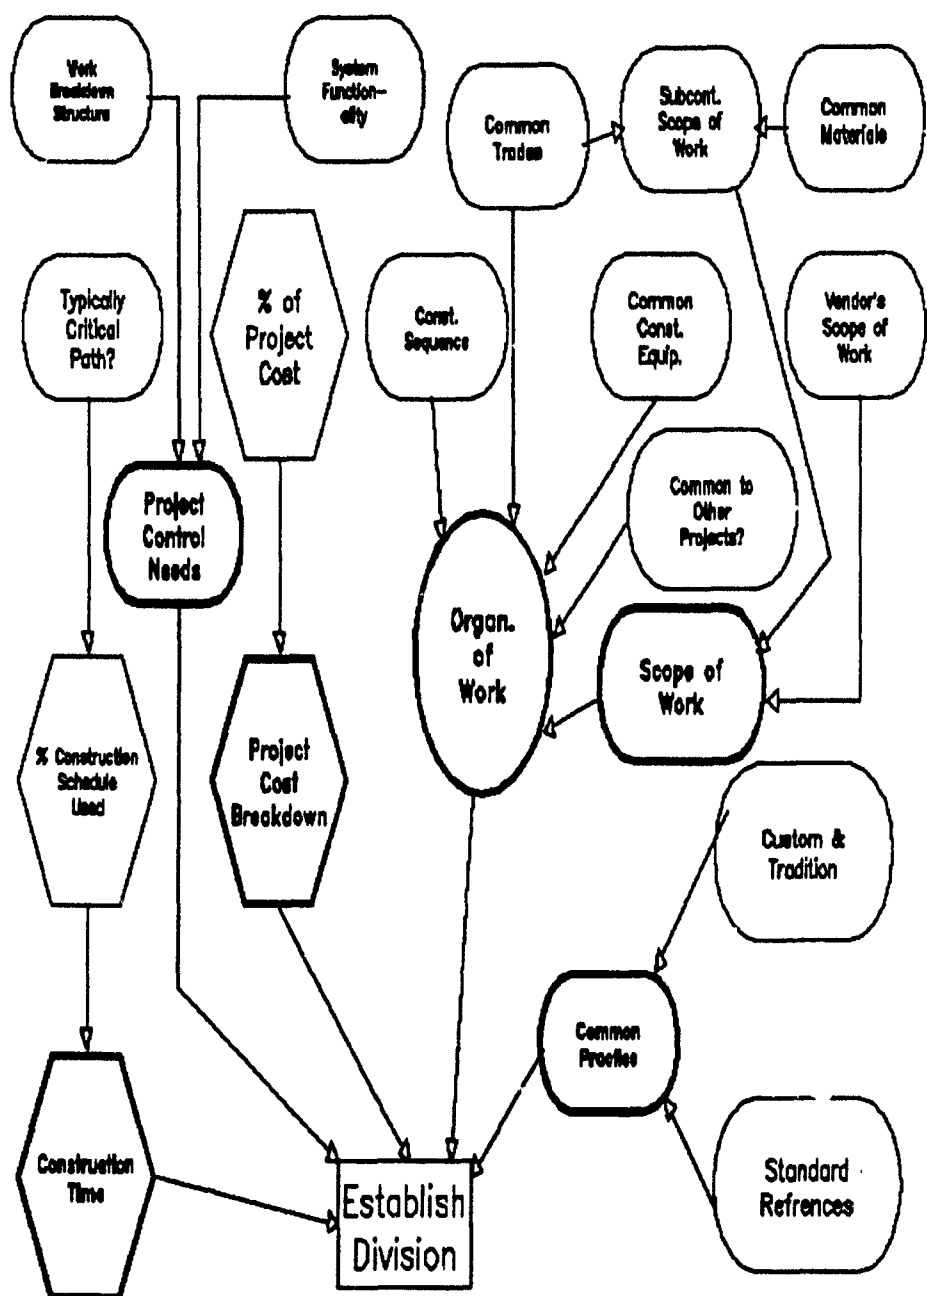 Work
Breakdown
Structure
System
Function-
ality
Common
Trades
Subcont.
Scope of
Work
Common
Materials
Typically
Critical
Path?
% of
Project
Cost
Const.
Sequence
Common
Const.
Equip.
Vendor's
Scope of
Work
Project
Control
Needs
Common to
Other
Projects?
Organ.
of
Work
Scope of
Work
% Construction
Schedule
Used
Project
Cost
Breakdown
Custom &
Tradition
Common
Practice
Construction
Time
Establish
Division
Standard
Refrences